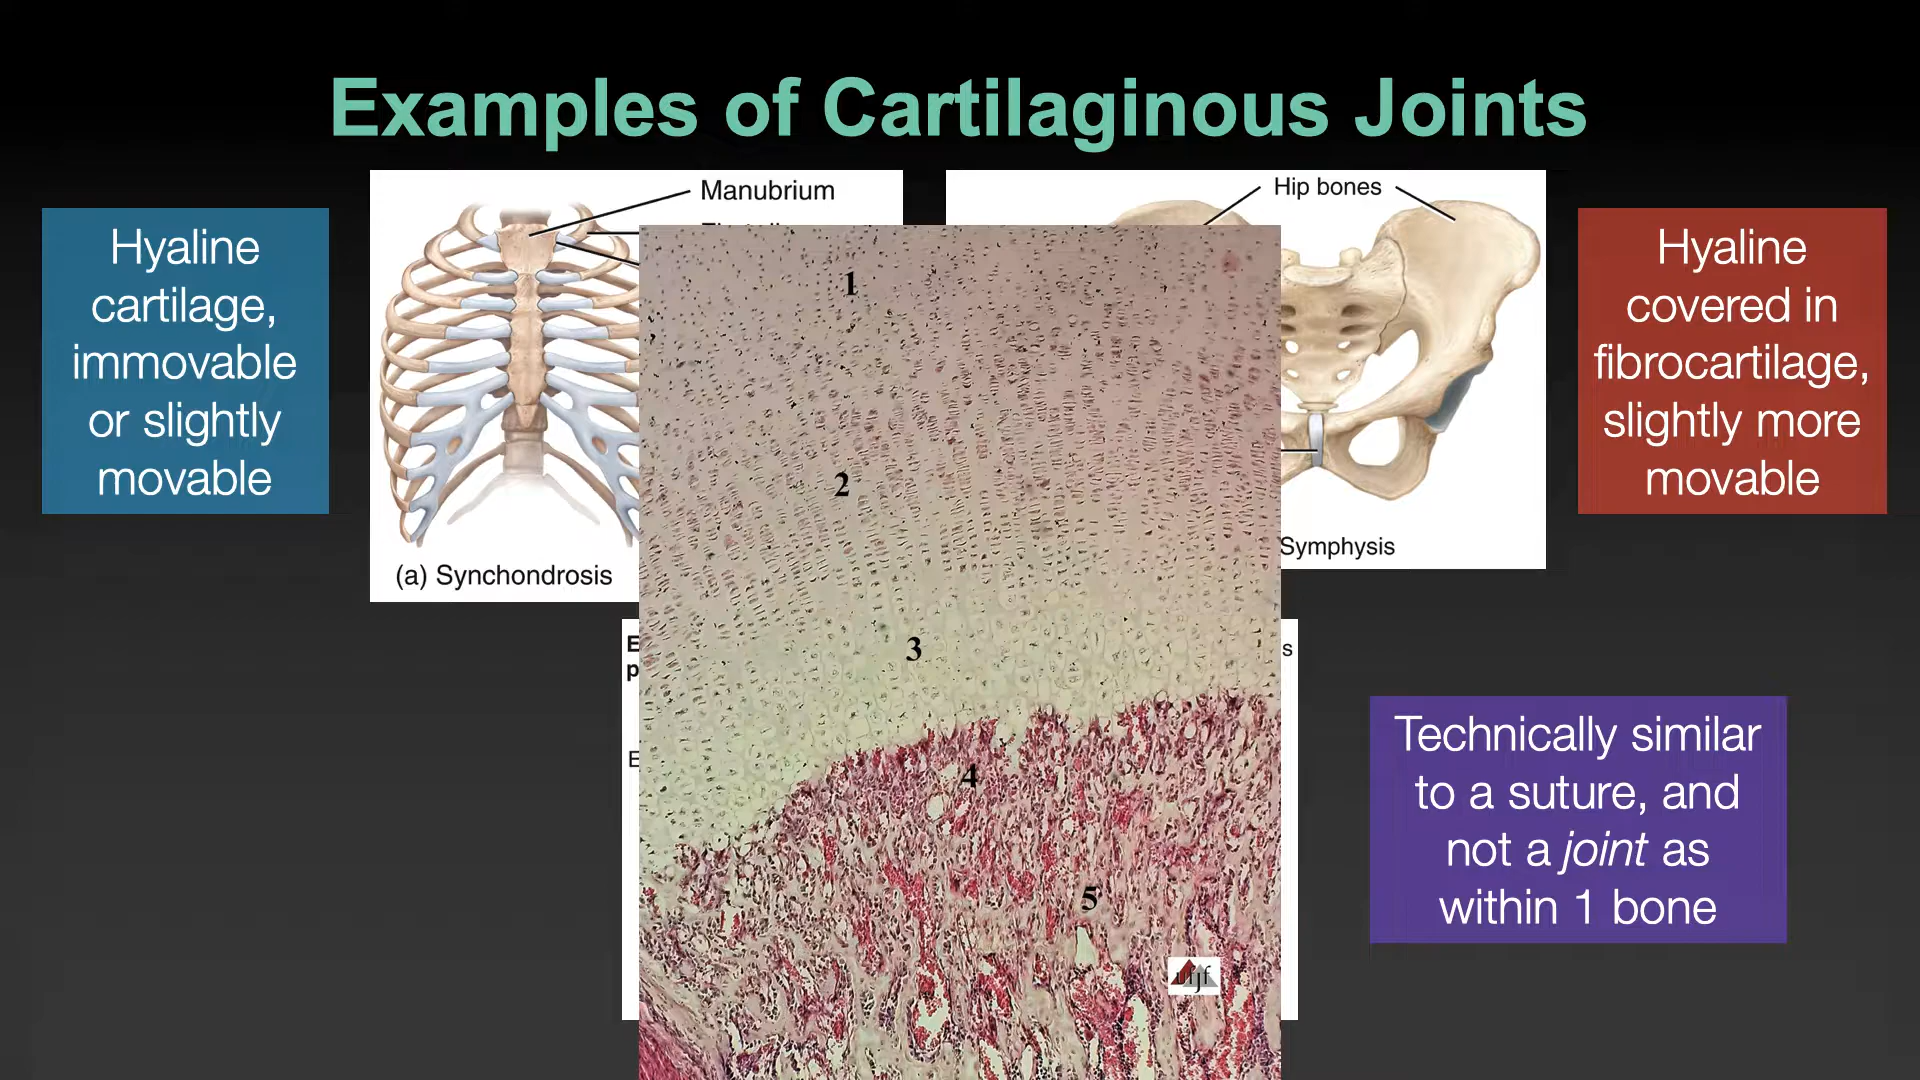 Examples of Cartilaginous Joints
Hyaline
cartilage,
immovable
or slightly
movable
Manubrium
(a) Synchondrosis
Hip bones
Symphysis
Hyaline
covered in
fibrocartilage,
slightly more
movable
1
2
3
4
5
Technically similar
to a suture, and
not a joint as
within 1 bone